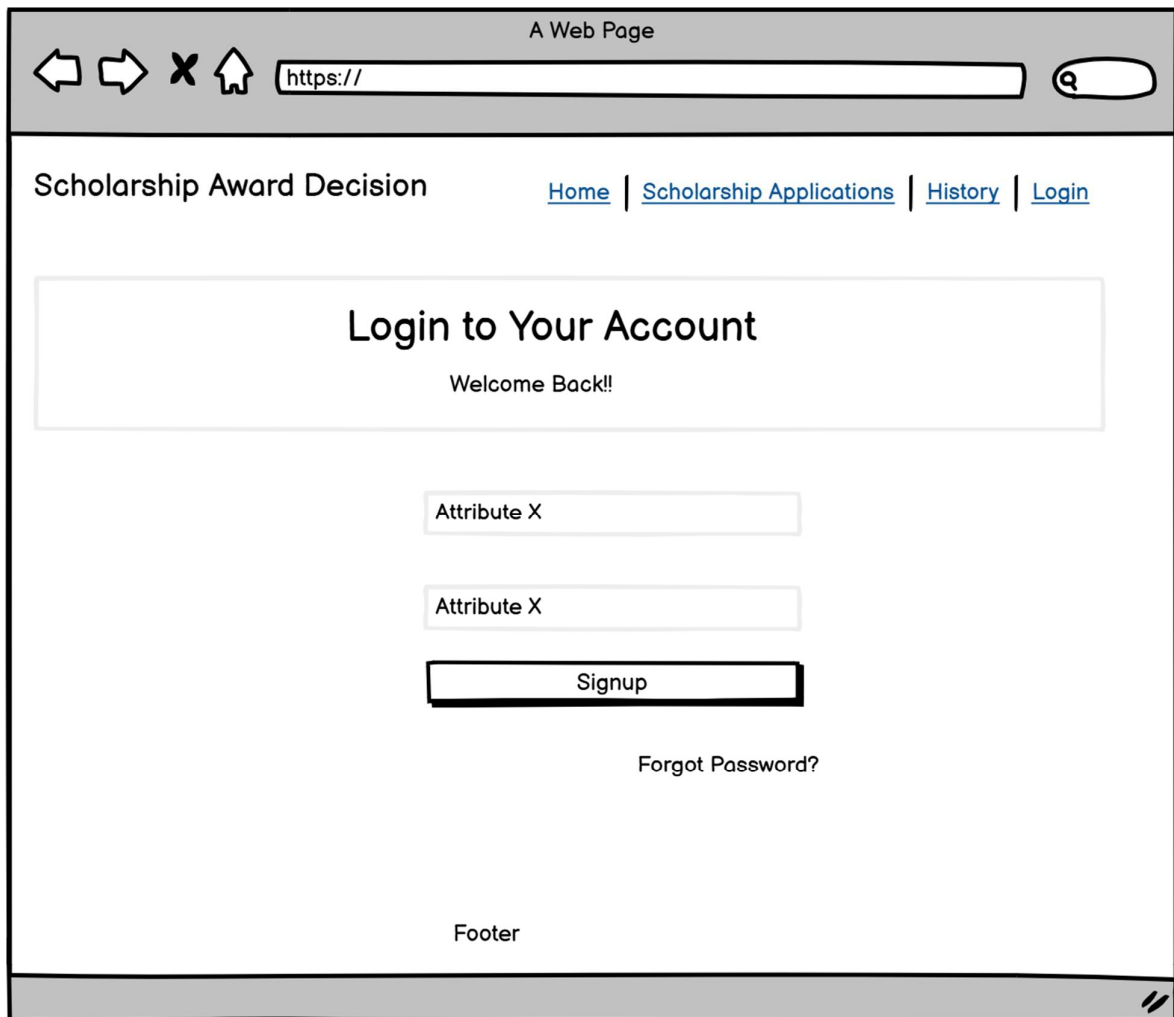 A Web Page
https://
Scholarship Award Decision
Home | Scholarship Applications | History | Login
Login to Your Account
Welcome Back!!
Attribute X
Attribute X
Signup
Forgot Password?
Footer